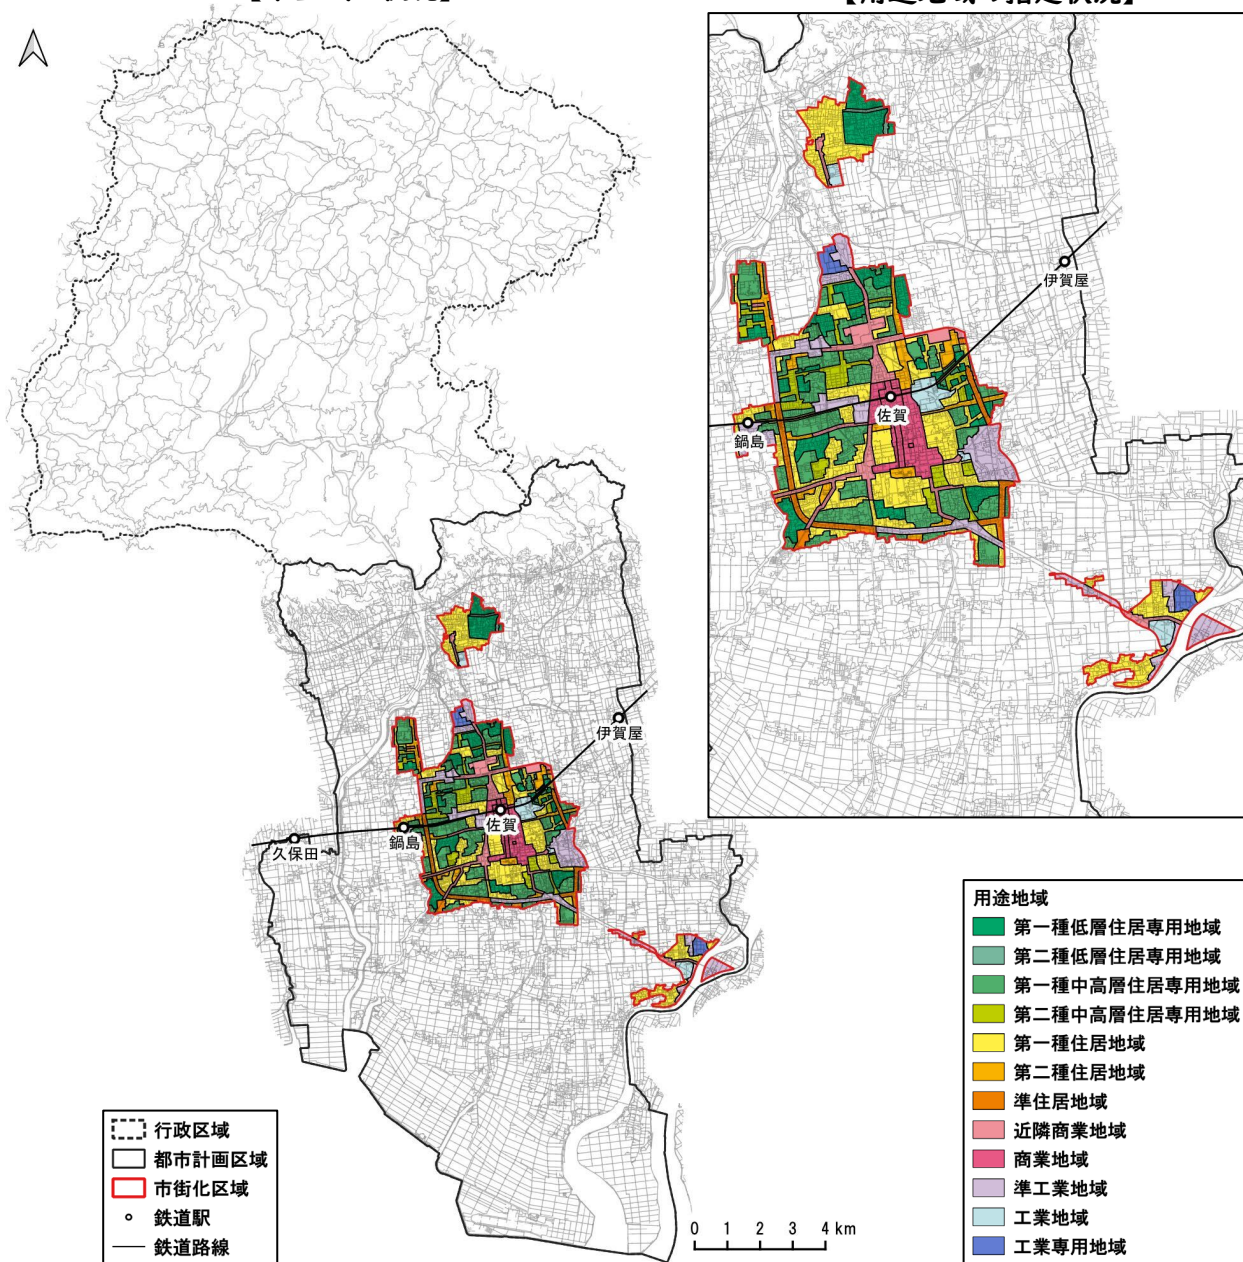 【用途地域の指定状況】
伊賀屋
佐賀
鍋島
伊賀屋
佐賀
鍋島
久保田
行政区域
都市計画区域
市街化区域
鉄道駅
鉄道路線
0 1 2 3 4 km
用途地域
第一種低層住居専用地域
第二種低層住居専用地域
第一種中高層住居専用地域
第二種中高層住居専用地域
第一種住居地域
第二種住居地域
準住居地域
近隣商業地域
商業地域
準工業地域
工業地域
工業専用地域